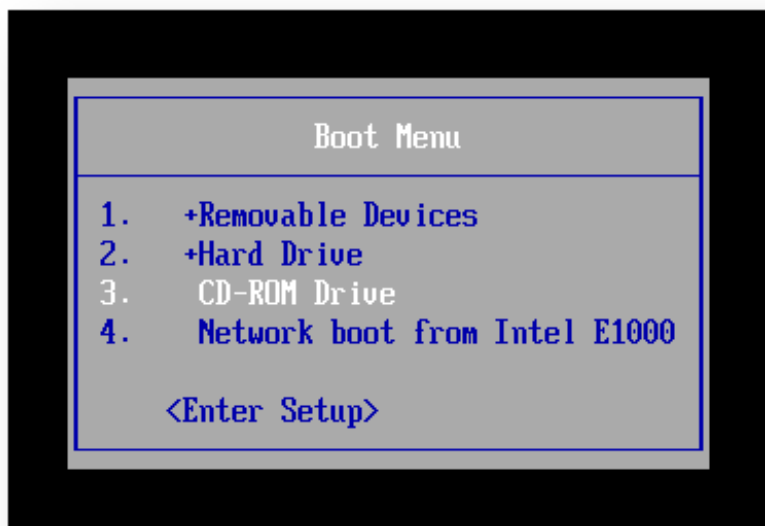 Boot Menu
1. +Removable Devices
2. +Hard Drive
3. CD-ROM Drive
4. Network boot from Intel E1000
<Enter Setup>